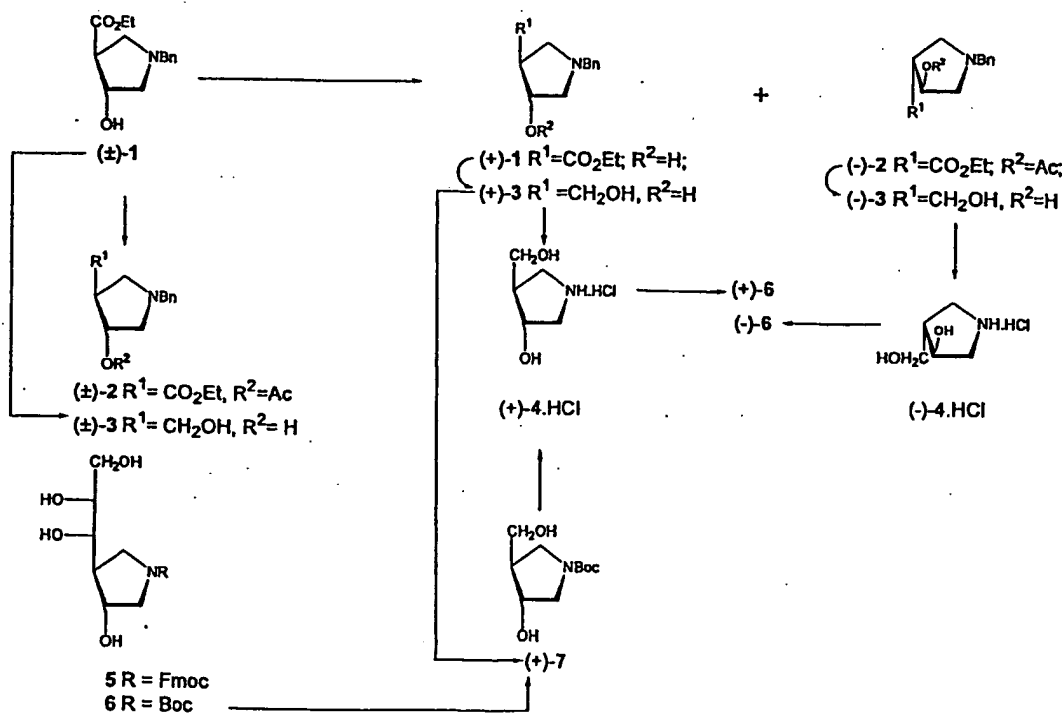 CO2Et
NBn
OH
(±)-1
R1
NBn
OR2
(+)-1 R1=CO2Et; R2=H;
(+)-3 R1=CH2OH, R2=H
+
NBn
OR2
R1
(-)-2 R1=CO2Et; R2=Ac;
(-)-3 R1=CH2OH, R2=H
R1
NBn
OR2
(±)-2 R1=CO2Et, R2=Ac
(±)-3 R1=CH2OH, R2=H
CH2OH
NH.HCl
OH
(+)-4.HCl
(+)-6
(-)-6
OH
NH.HCl
HOH2C
(-)-4.HCl
CH2OH
HO
HO
NR
OH
5 R = Fmoc
6 R = Boc
CH2OH
NBoc
OH
(+)-7